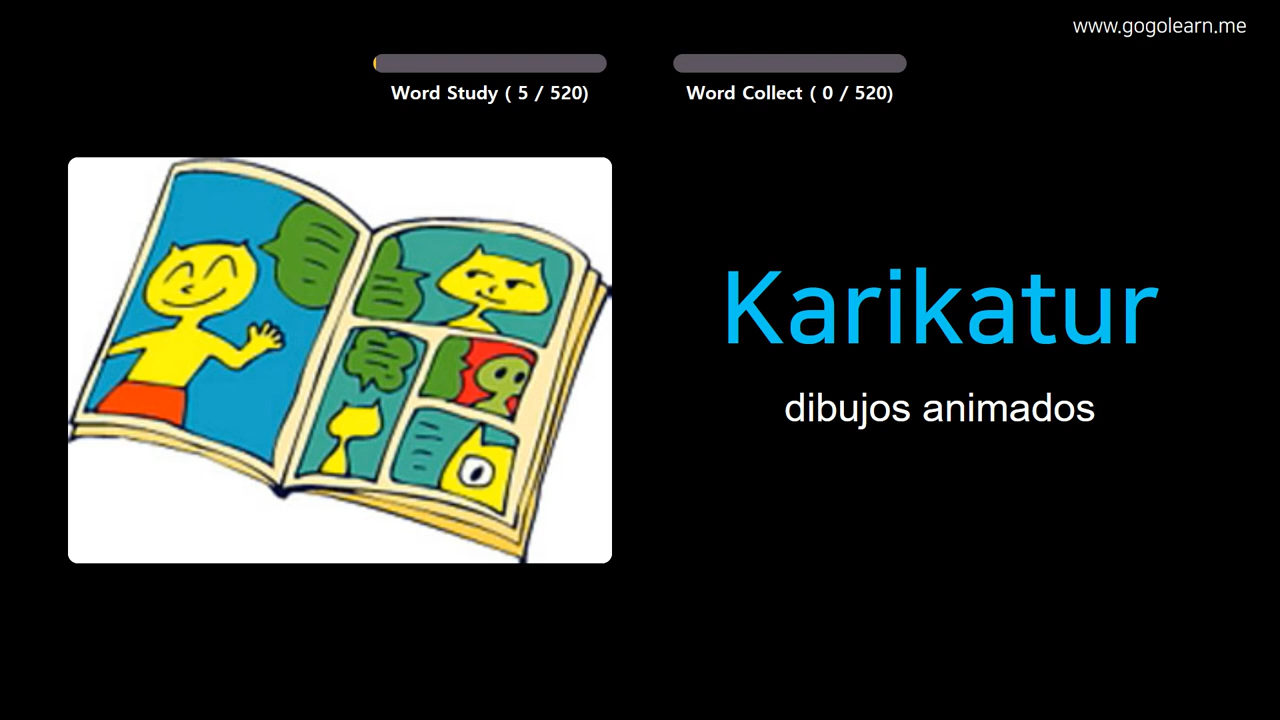 www.gogolearn.me
Word Study ( 5 / 520)
Word Collect ( 0 / 520)
Karikatur
dibujos animados